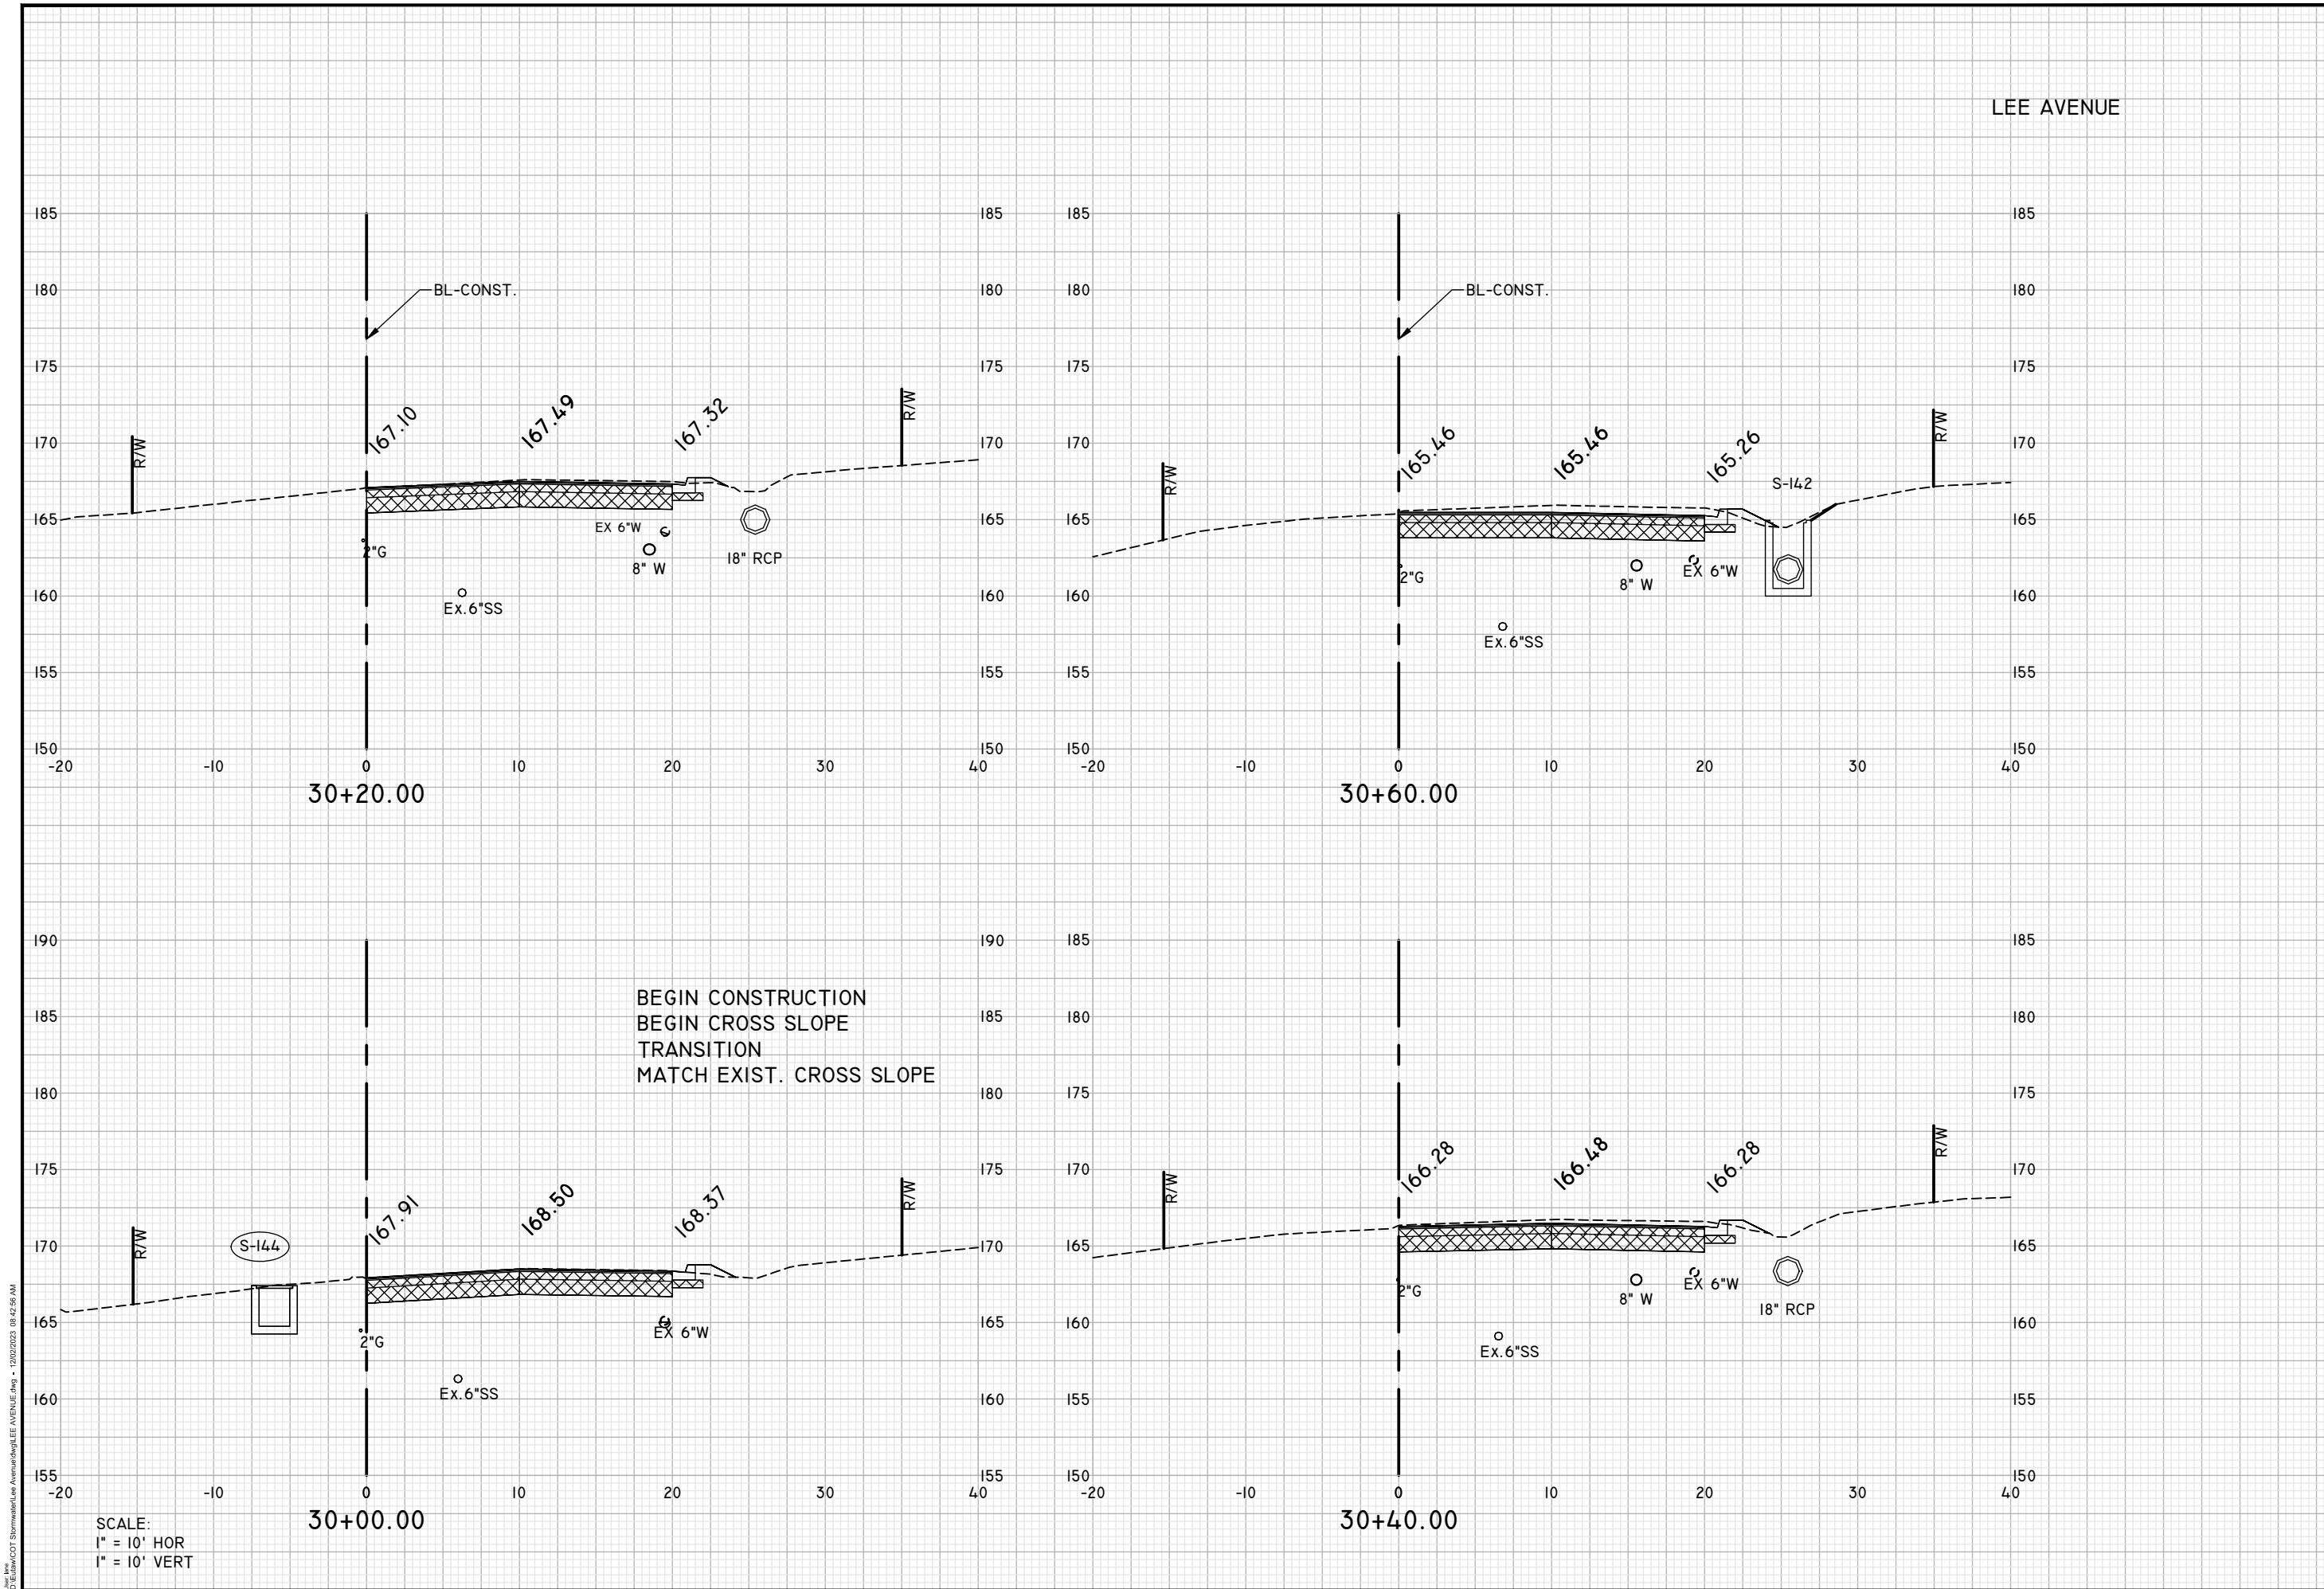 LEE AVENUE
185 185
180 180
BL-CONST.
175 175
R/W
170 170
R/W
167.10
167.49
167.32
165 165
EX 6"W
2"G
8" W
18" RCP
160 160
Ex.6"SS
155 155
150 150
-20 -10 0 10 20 30 40
30+20.00
185 185
180 180
BL-CONST.
175 175
R/W
170 170
R/W
165.46
165.46
165.26
S-142
165 165
2"G
8" W
EX 6"W
160 160
Ex.6"SS
155 155
150 150
-20 -10 0 10 20 30 40
30+60.00
190 190
BEGIN CONSTRUCTION
185 185
BEGIN CROSS SLOPE
TRANSITION
MATCH EXIST. CROSS SLOPE
180 180
175 175
R/W
167.91
168.50
168.37
R/W
S-144
170 170
165 165
2"G
EX 6"W
160 160
Ex.6"SS
155 155
-20 -10 0 10 20 30 40
30+00.00
185 185
180 180
175 175
R/W
170 170
R/W
166.28
166.48
166.28
165 165
2"G
8" W
EX 6"W
18" RCP
160 160
Ex.6"SS
155 155
150 150
-20 -10 0 10 20 30 40
30+40.00
SCALE:
1" = 10' HOR
1" = 10' VERT